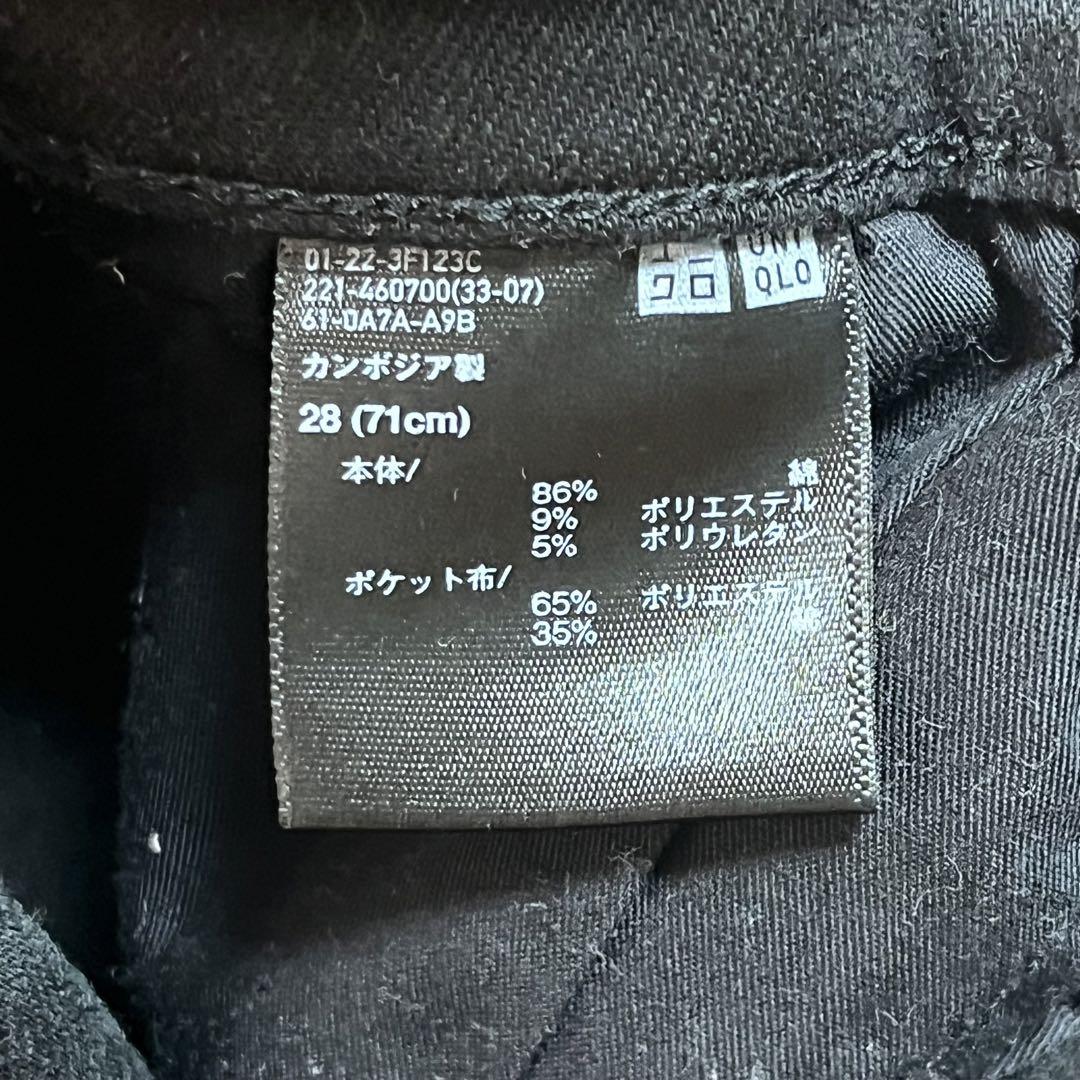 01-22-3F123C
221-460700(33-07)
61-0A7A-A9B
ユニ
クロ
UNI
QLO
カンボジア製
28 (71cm)
本体/
綿
86%
9% ポリエステル
5% ポリウレタン
ポケット布/
65% ポリエステル
35%